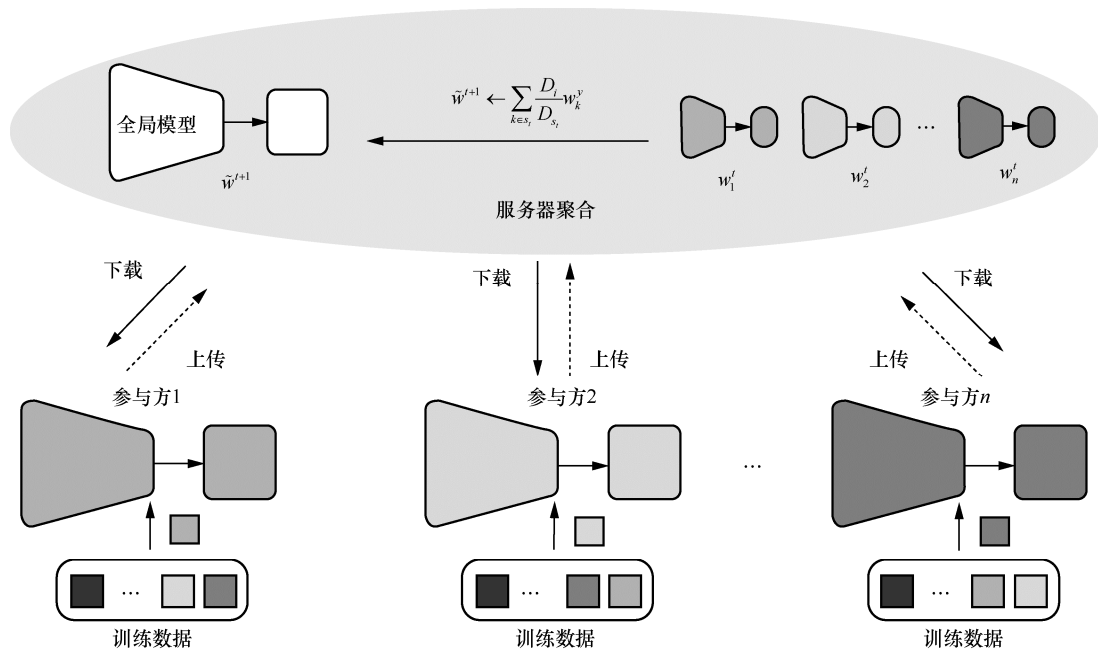 全局模型
w̃^{t+1}
w̃^{t+1} ← ∑_{k∈s_t} \frac{D_i}{D_{s_t}} w_k^y
w_1^t
w_2^t
…
w_n^t
服务器聚合
下载
上传
下载
上传
下载
上传
参与方1
参与方2
参与方n
…
…
…
…
训练数据
训练数据
训练数据